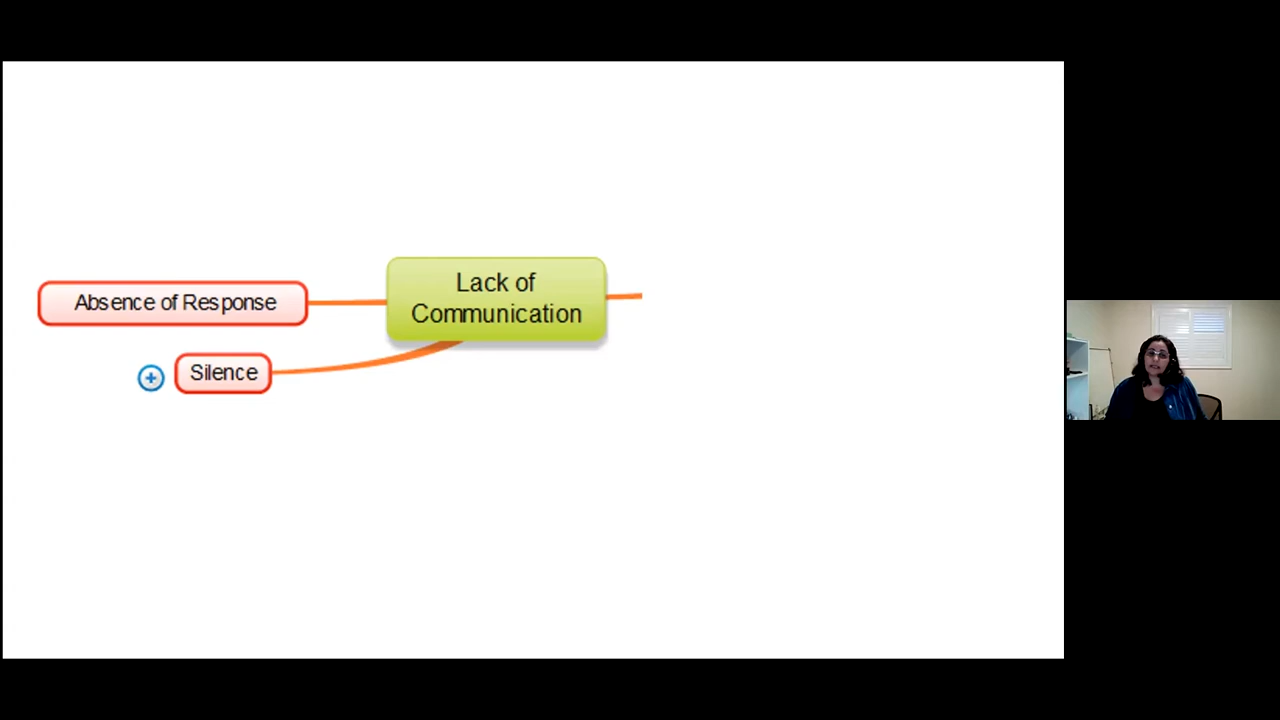 Lack of
Communication
Absence of Response
Silence